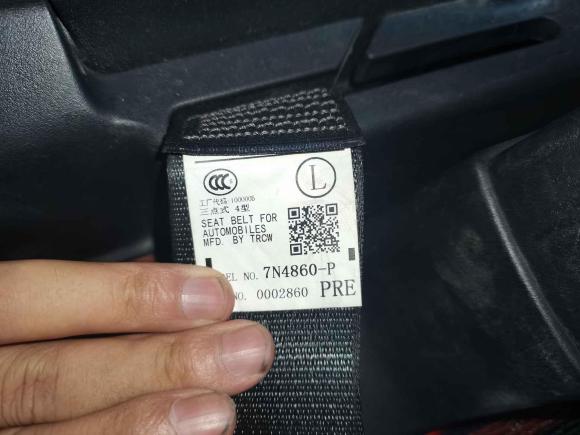 CCC
L
工厂代码:1000005
三点式 4型
SEAT BELT FOR
AUTOMOBILES
MFD. BY TRCW
EL NO. 7N4860-P
NO. 0002860 PRE